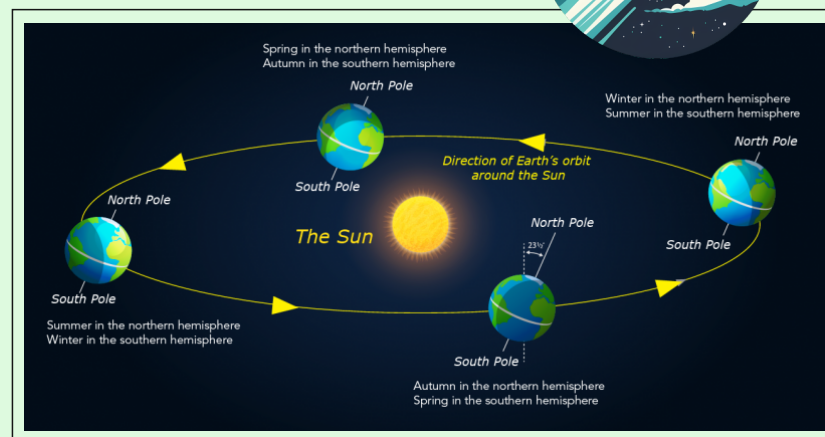 Spring in the northern hemisphere
Autumn in the southern hemisphere
North Pole
South Pole
Winter in the northern hemisphere
Summer in the southern hemisphere
North Pole
South Pole
Direction of Earth's orbit
around the Sun
The Sun
North Pole
South Pole
Summer in the northern hemisphere
Winter in the southern hemisphere
North Pole
23½°
South Pole
Autumn in the northern hemisphere
Spring in the southern hemisphere